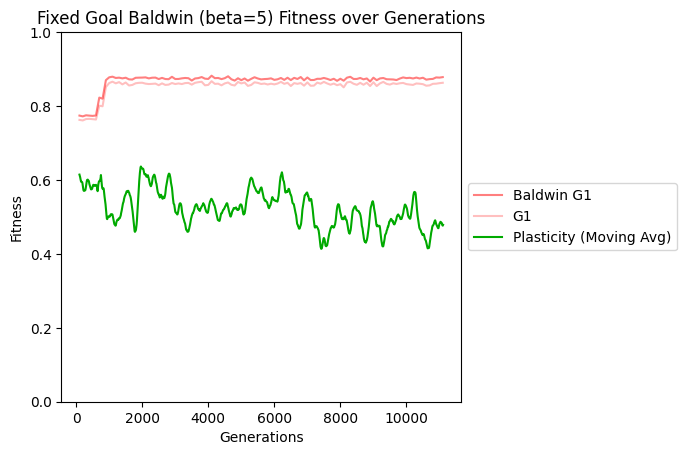 Fixed Goal Baldwin (beta=5) Fitness over Generations
1.0
0.8
0.6
0.4
0.2
0.0
Fitness
0 2000 4000 6000 8000 10000
Generations
Baldwin G1
G1
Plasticity (Moving Avg)